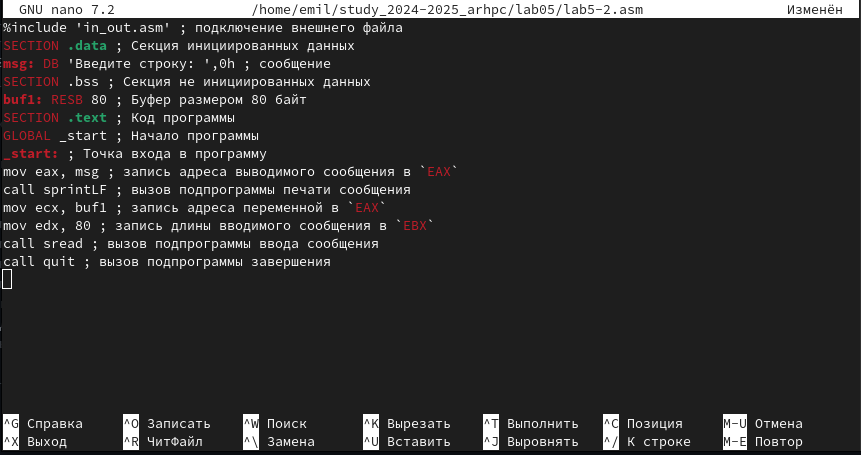 GNU nano 7.2 /home/emil/study_2024-2025_arhpc/lab05/lab5-2.asm Изменён
%include 'in_out.asm' ; подключение внешнего файла
SECTION .data ; Секция инициированных данных
msg: DB 'Введите строку: ',0h ; сообщение
SECTION .bss ; Секция не инициированных данных
buf1: RESB 80 ; Буфер размером 80 байт
SECTION .text ; Код программы
GLOBAL _start ; Начало программы
_start: ; Точка входа в программу
mov eax, msg ; запись адреса выводимого сообщения в `EAX`
call sprintLF ; вызов подпрограммы печати сообщения
mov ecx, buf1 ; запись адреса переменной в `EAX`
mov edx, 80 ; запись длины вводимого сообщения в `EBX`
call sread ; вызов подпрограммы ввода сообщения
call quit ; вызов подпрограммы завершения
^G Справка ^O Записать ^W Поиск ^K Вырезать ^T Выполнить ^C Позиция M-U Отмена
^X Выход ^R ЧитФайл ^\ Замена ^U Вставить ^J Выровнять ^/ К строке M-E Повтор